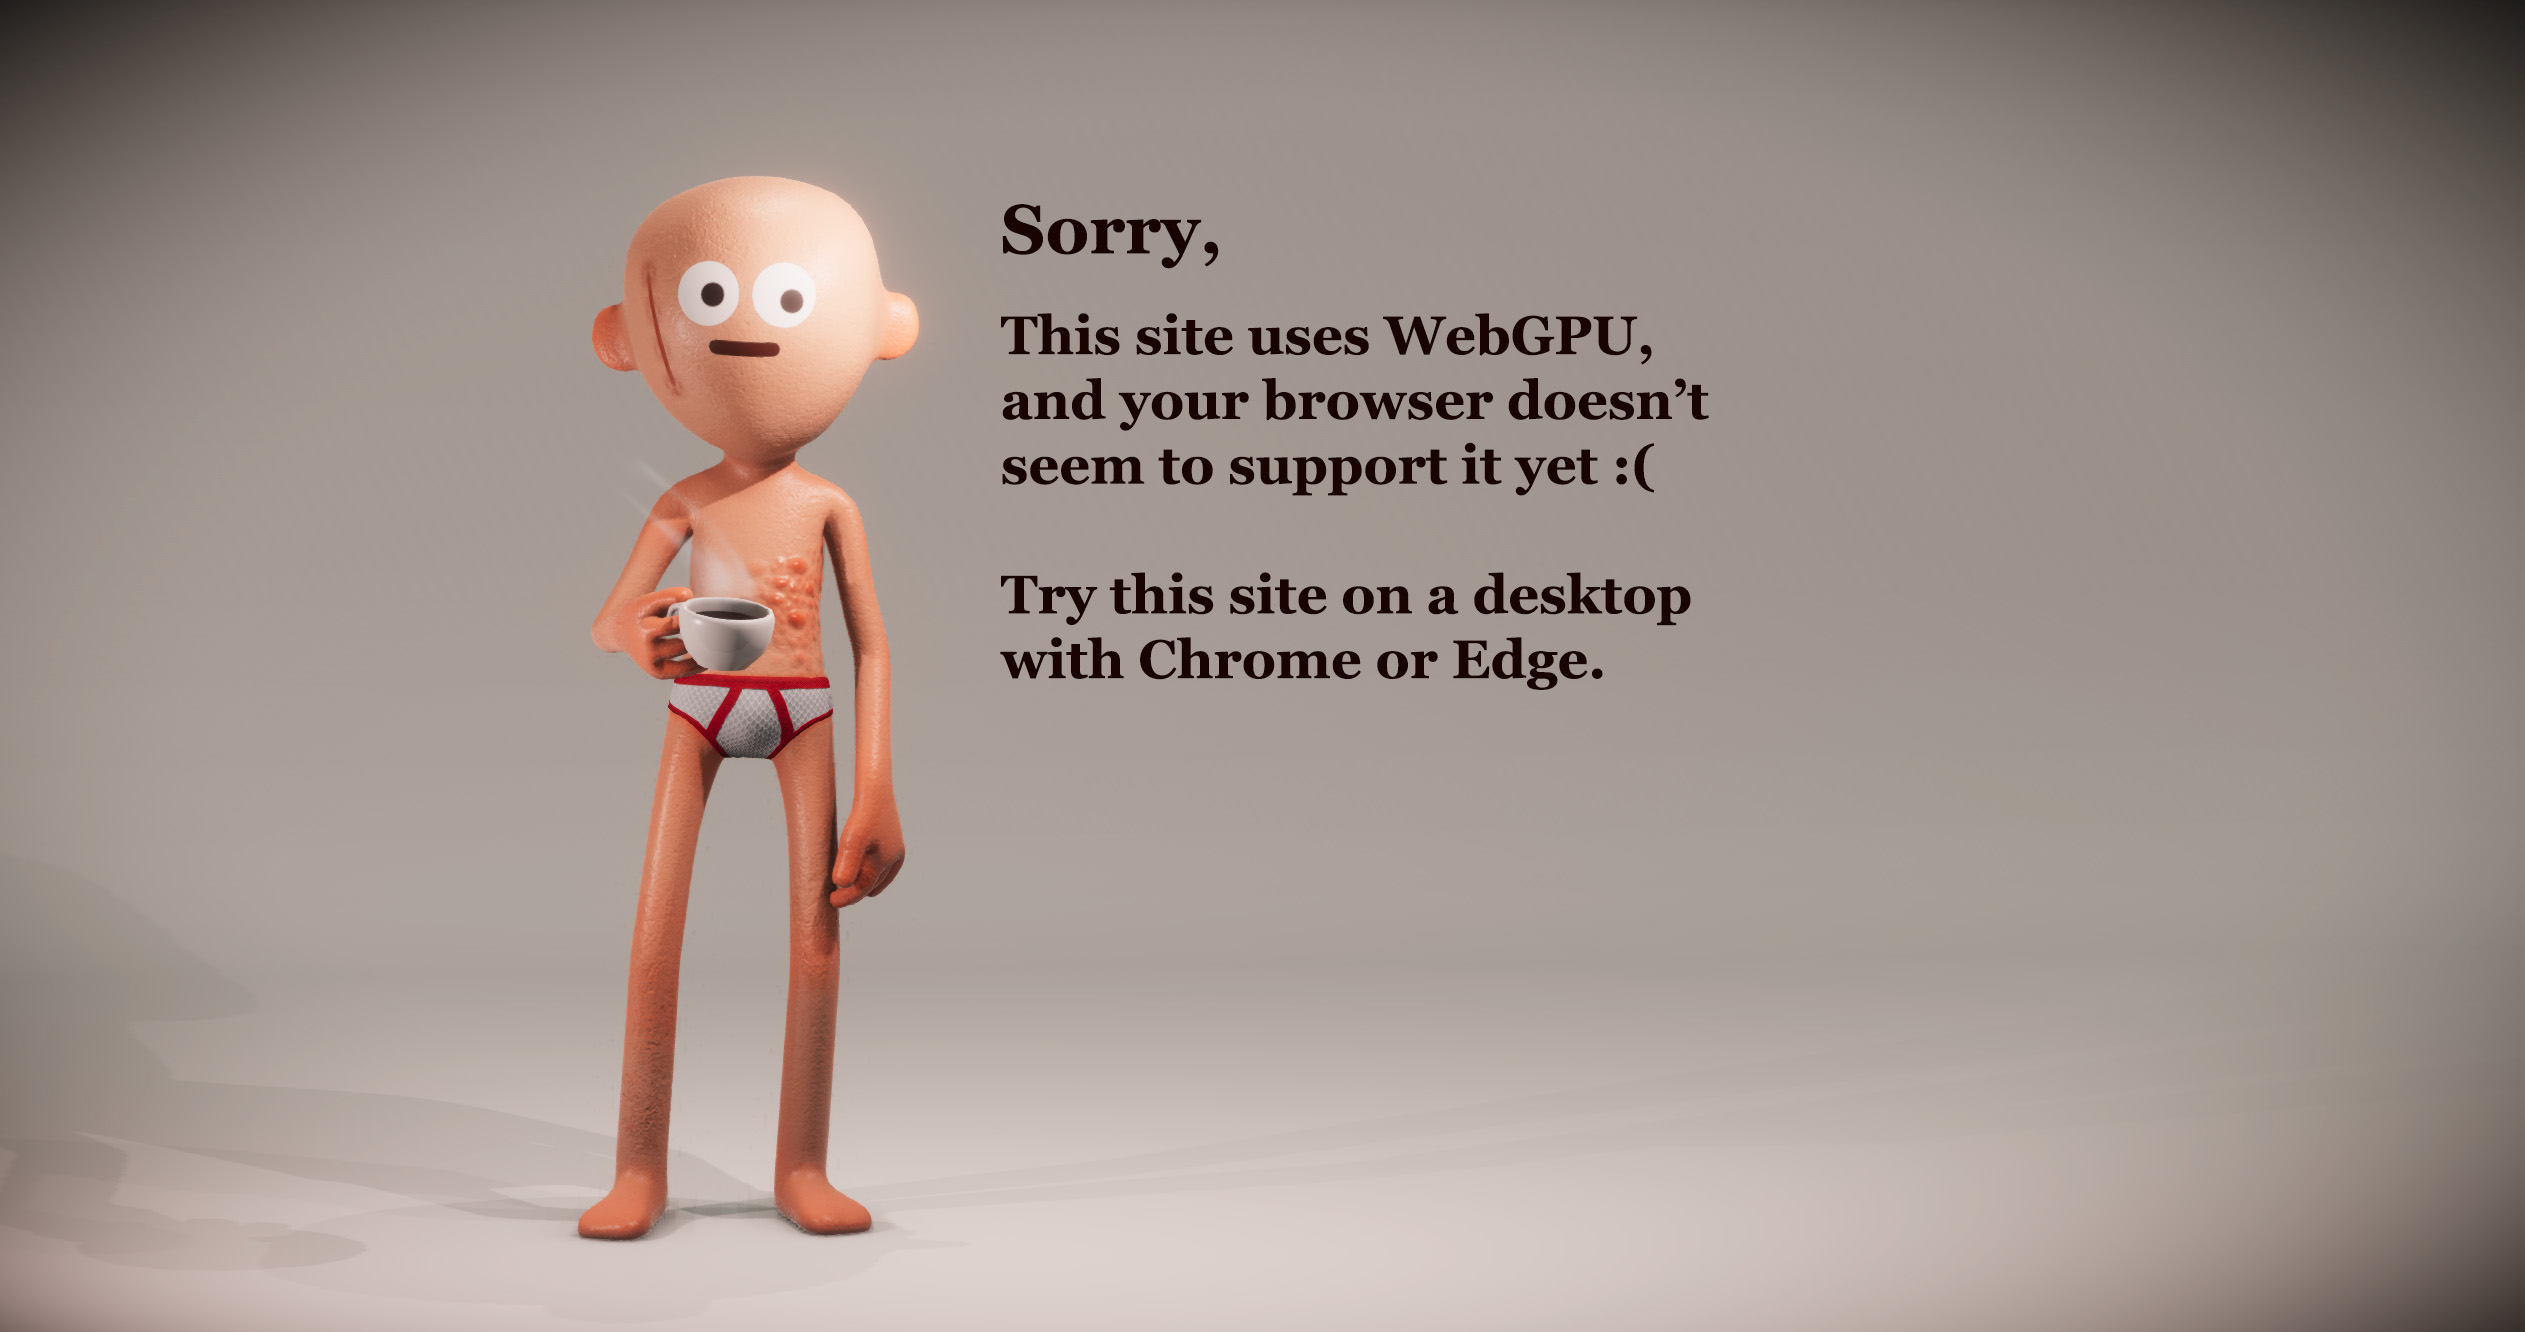 Sorry,
This site uses WebGPU,
and your browser doesn’t
seem to support it yet :(
Try this site on a desktop
with Chrome or Edge.